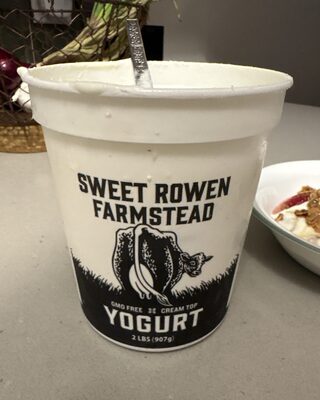 SWEET ROWEN
FARMSTEAD
GMO FREE CREAM TOP
YOGURT
2 LBS (907g)